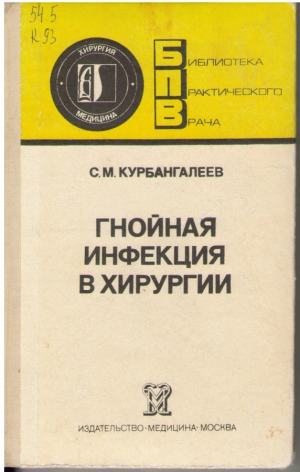 54.5
К 93
ХИРУРГИЯ
МЕДИЦИНА
БИБЛИОТЕКА
ПРАКТИЧЕСКОГО
ВРАЧА
С. М. КУРБАНГАЛЕЕВ
ГНОЙНАЯ
ИНФЕКЦИЯ
В ХИРУРГИИ
ИЗДАТЕЛЬСТВО·МЕДИЦИНА·МОСКВА